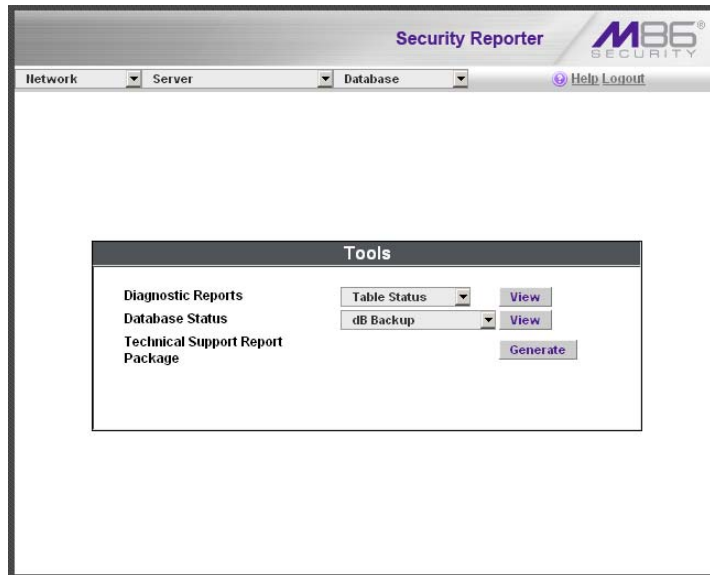 Security Reporter
M86®
SECURITY
Network Server Database Help Logout
Tools
Diagnostic Reports Table Status View
Database Status dB Backup View
Technical Support Report
Package
Generate